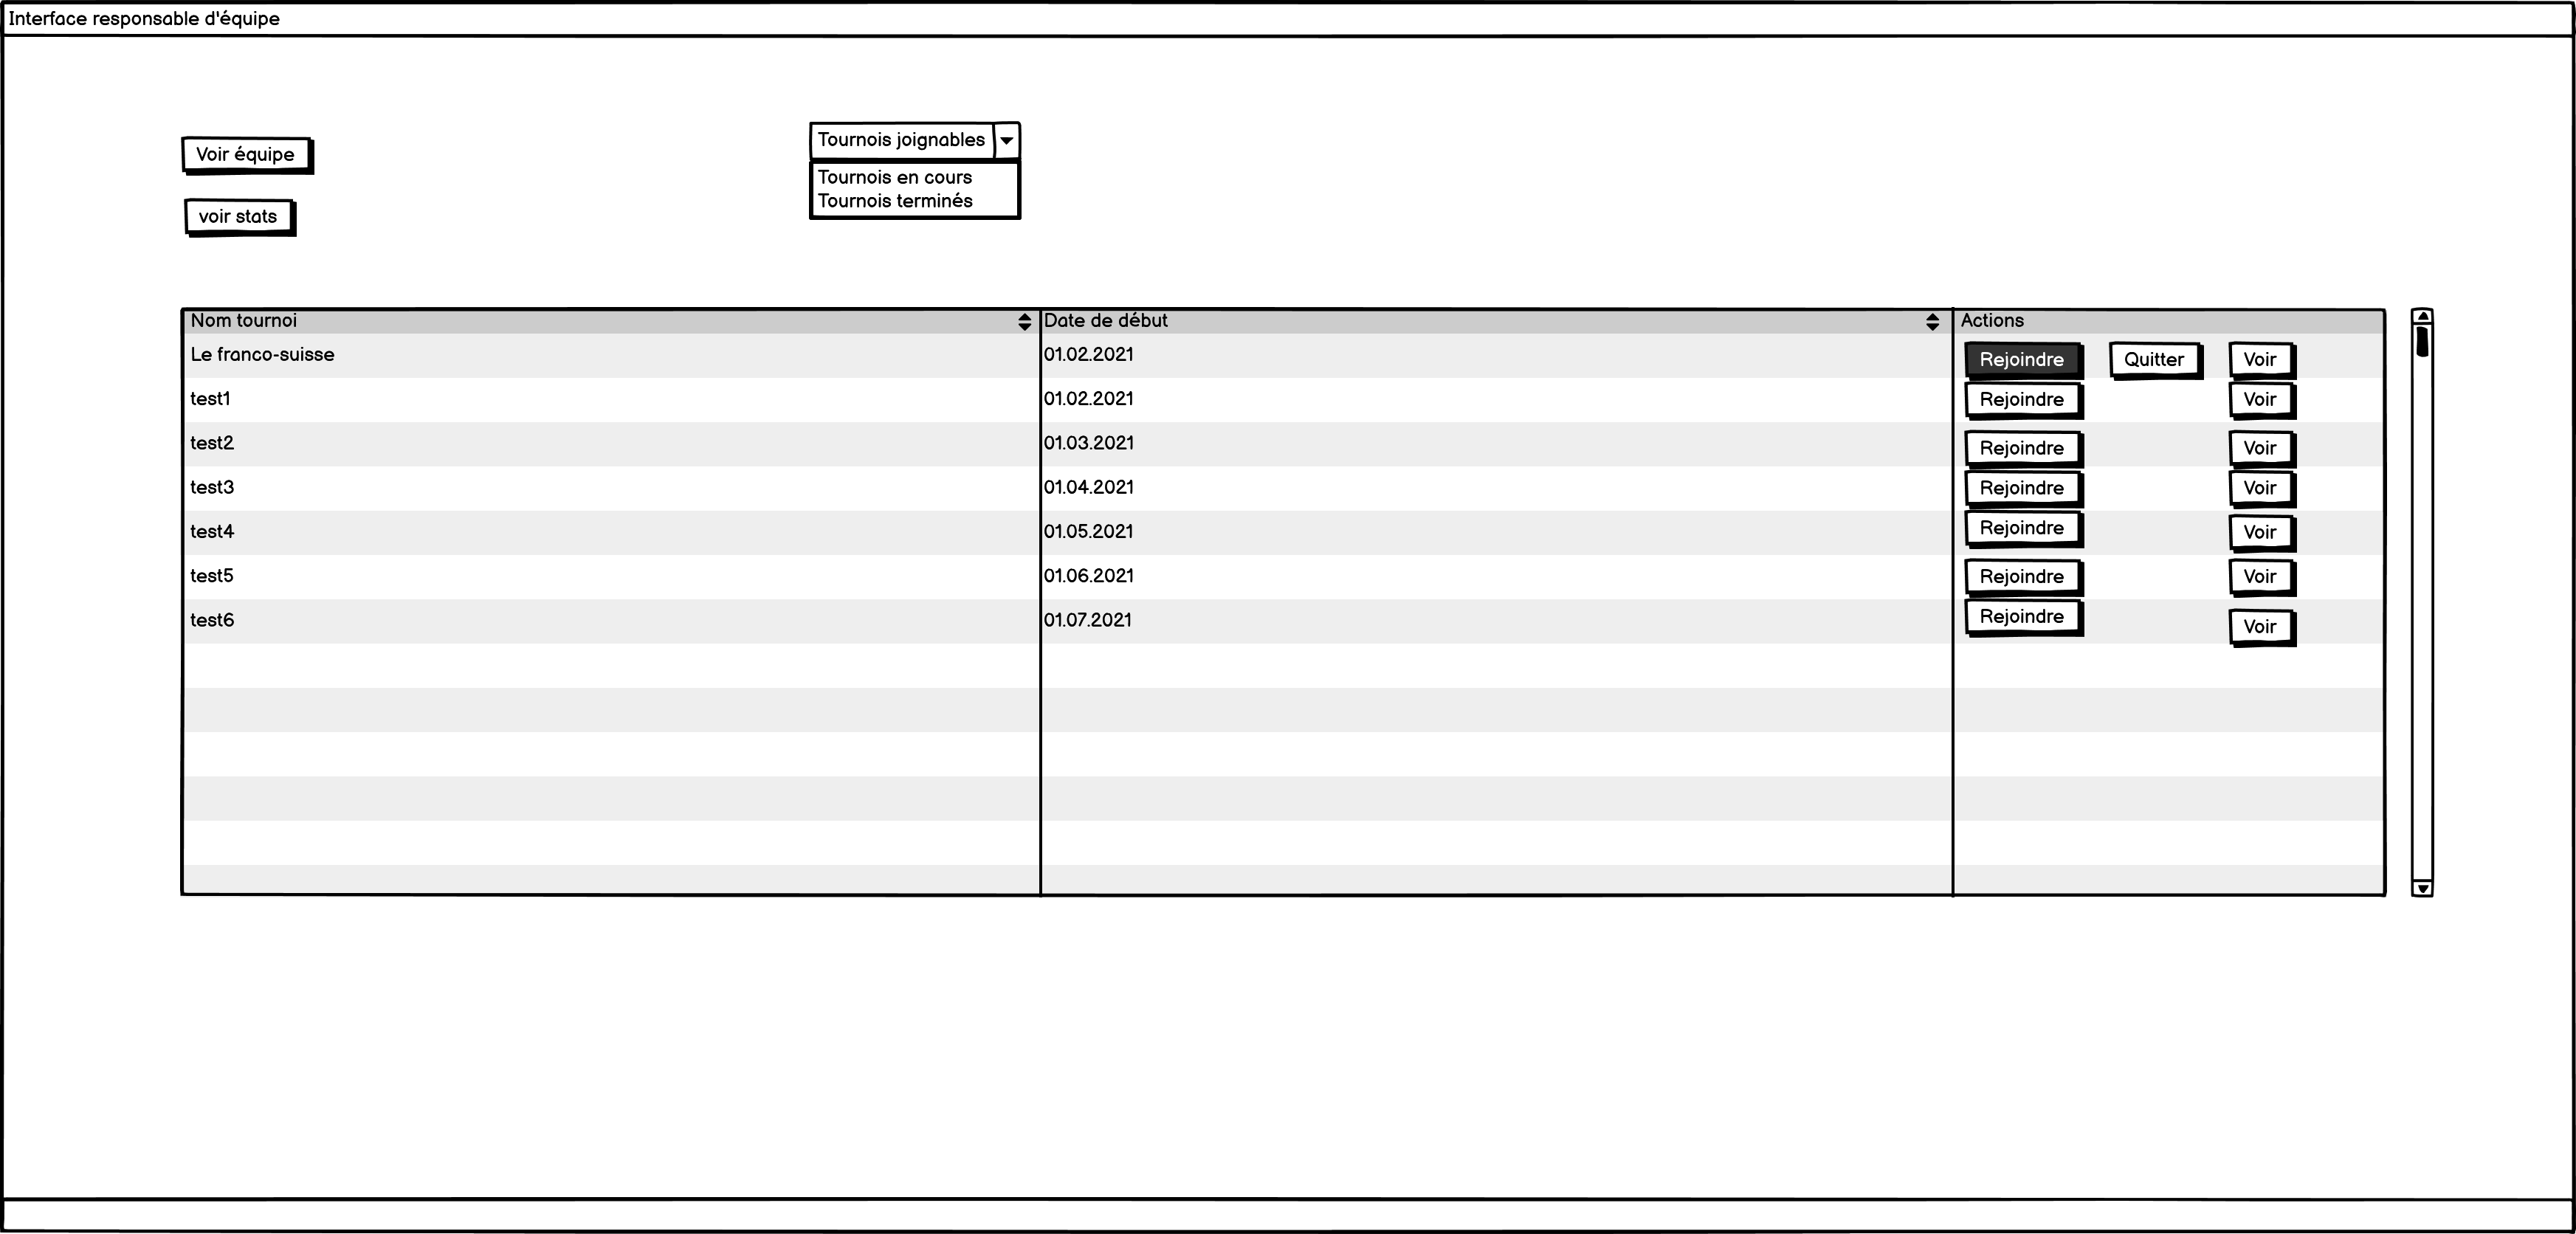 Interface responsable d'équipe
Voir équipe
Tournois joignables
Tournois en cours
Tournois terminés
voir stats
Nom tournoi Date de début Actions
Le franco-suisse 01.02.2021 Rejoindre Quitter Voir
test1 01.02.2021 Rejoindre Voir
test2 01.03.2021 Rejoindre Voir
test3 01.04.2021 Rejoindre Voir
test4 01.05.2021 Rejoindre Voir
test5 01.06.2021 Rejoindre Voir
test6 01.07.2021 Rejoindre Voir